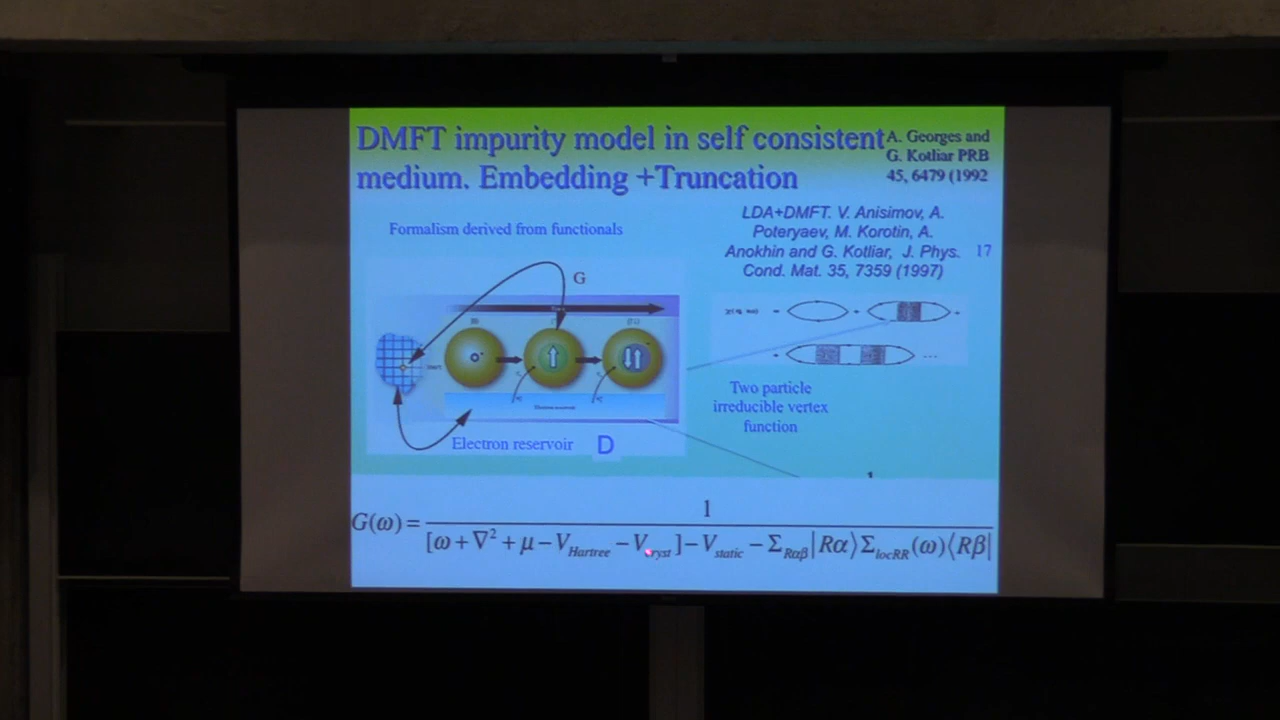 DMFT impurity model in self consistent
medium. Embedding +Truncation
A. Georges and
G. Kotliar PRB
45, 6479 (1992
Formalism derived from functionals
LDA+DMFT. V. Anisimov, A.
Poteryaev, M. Korotin, A.
Anokhin and G. Kotliar, J. Phys.
Cond. Mat. 35, 7359 (1997)
17
G
Two particle
irreducible vertex
function
Electron reservoir
Electron reservoir D
G(ω) = 1 / [ω + ∇² + μ − V_Hartree − V_cryst ] − V_static − Σ_Rαβ |Rα⟩ Σ_locRR (ω) ⟨Rβ|